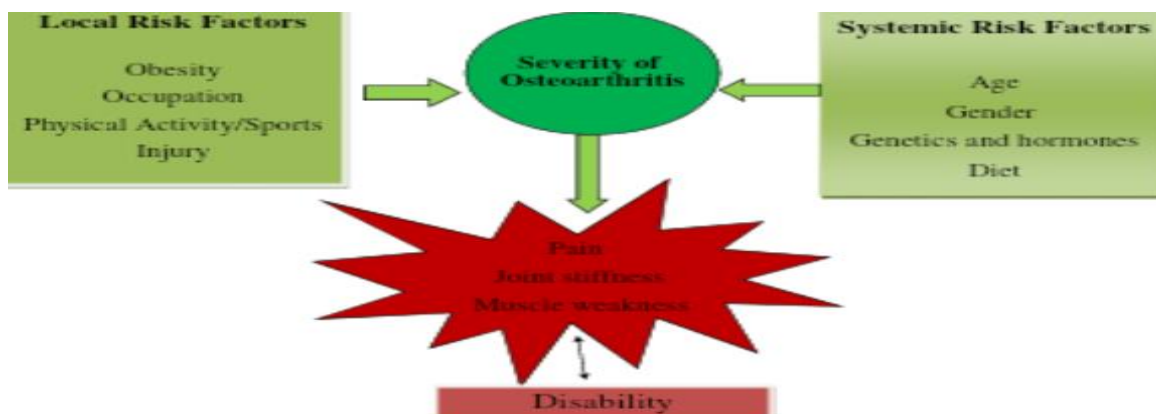 Local Risk Factors
Obesity
Occupation
Physical Activity/Sports
Injury
Severity of
Osteoarthritis
Systemic Risk Factors
Age
Gender
Genetics and hormones
Diet
Pain
Joint stiffness
Muscle weakness
Disability